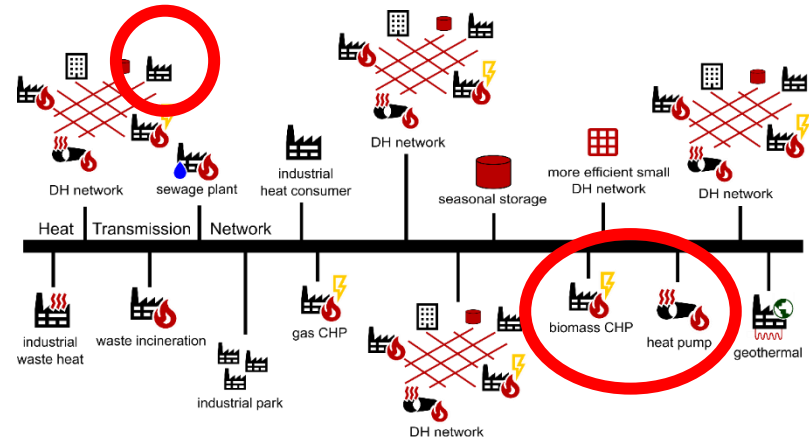 DH network
sewage plant
industrial
heat consumer
DH network
seasonal storage
more efficient small
DH network
DH network
Heat Transmission Network
industrial
waste heat
waste incineration
industrial park
gas CHP
DH network
biomass CHP
heat pump
geothermal